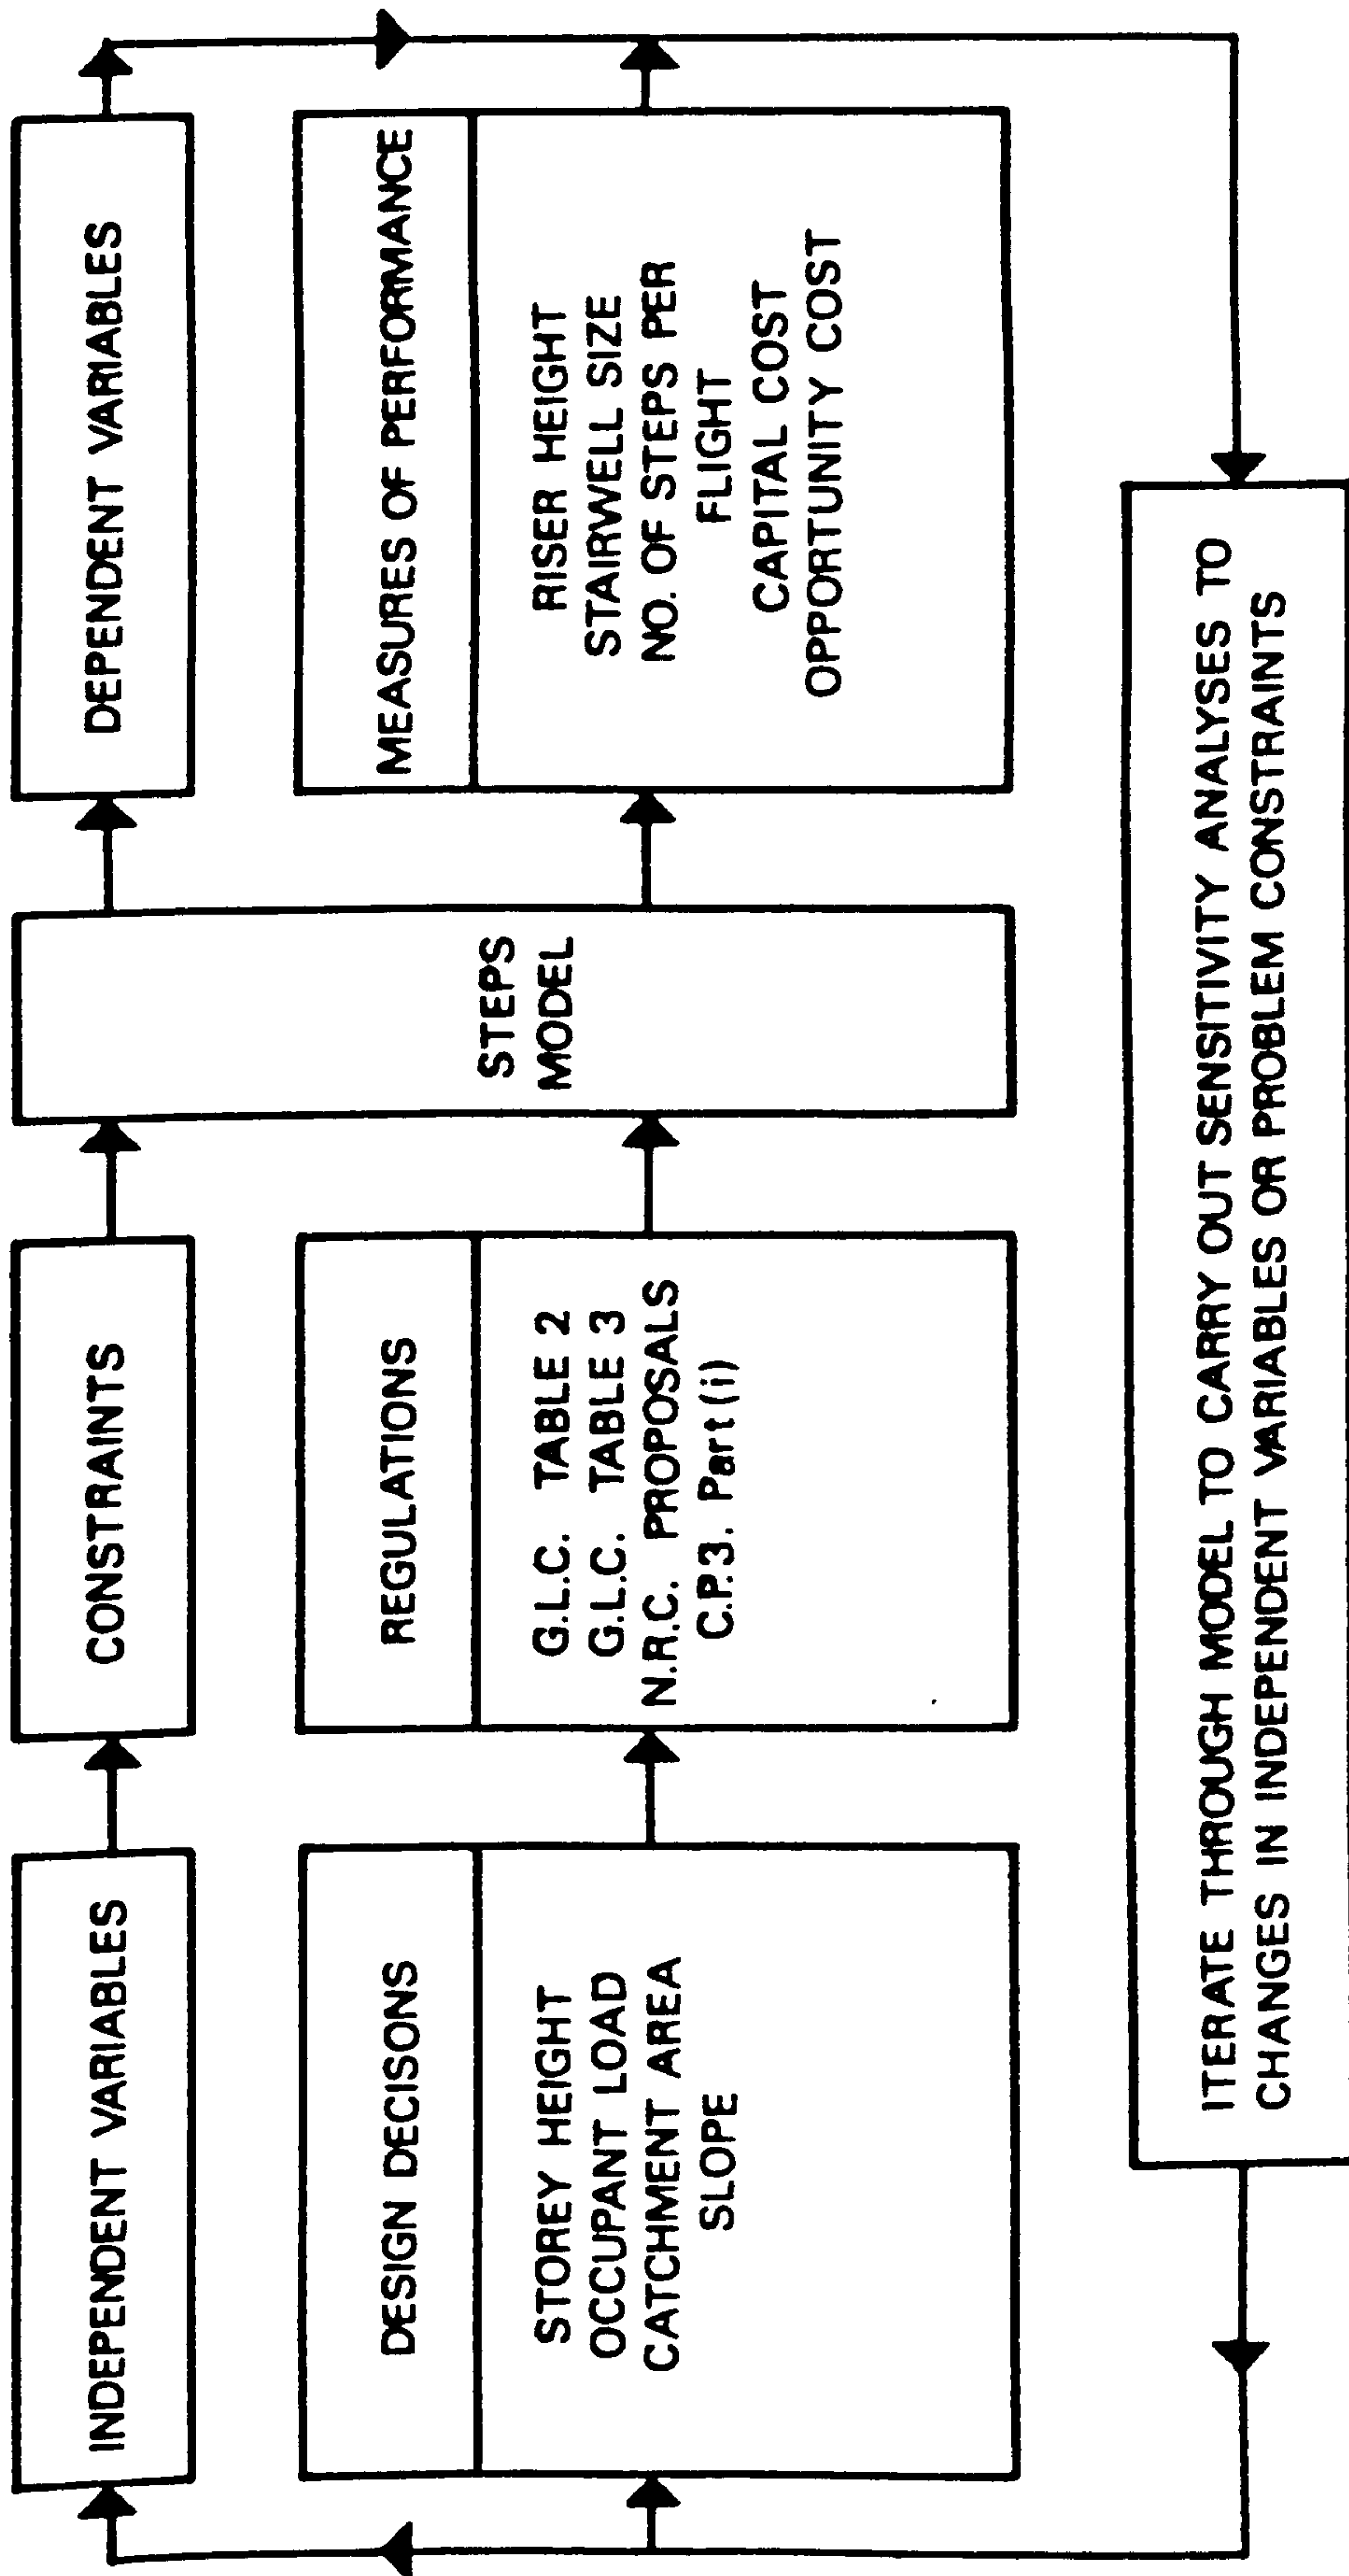 INDEPENDENT VARIABLES
CONSTRAINTS
DEPENDENT VARIABLES
DESIGN DECISONS
STOREY HEIGHT
OCCUPANT LOAD
CATCHMENT AREA
SLOPE
REGULATIONS
G.L.C. TABLE 2
G.L.C. TABLE 3
N.R.C. PROPOSALS
C.P.3. Part (i)
STEPS
MODEL
MEASURES OF PERFORMANCE
RISER HEIGHT
STAIRWELL SIZE
NO. OF STEPS PER
FLIGHT
CAPITAL COST
OPPORTUNITY COST
ITERATE THROUGH MODEL TO CARRY OUT SENSITIVITY ANALYSES TO
CHANGES IN INDEPENDENT VARIABLES OR PROBLEM CONSTRAINTS